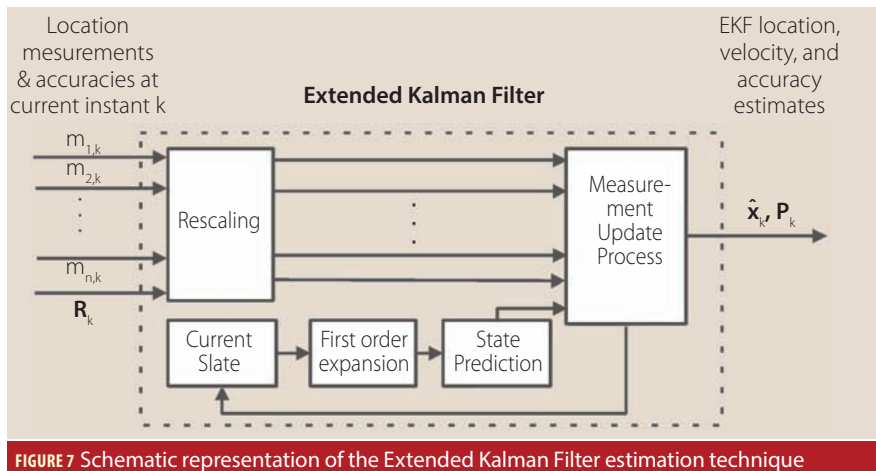 Location
mesurements
& accuracies at
current instant k
Extended Kalman Filter
EKF location,
velocity, and
accuracy
estimates
m1,k
m2,k
. . .
mn,k
Rk
Rescaling
. . .
Measure-
ment
Update
Process
x̂k, Pk
Current
Slate
First order
expansion
State
Prediction
FIGURE 7 Schematic representation of the Extended Kalman Filter estimation technique